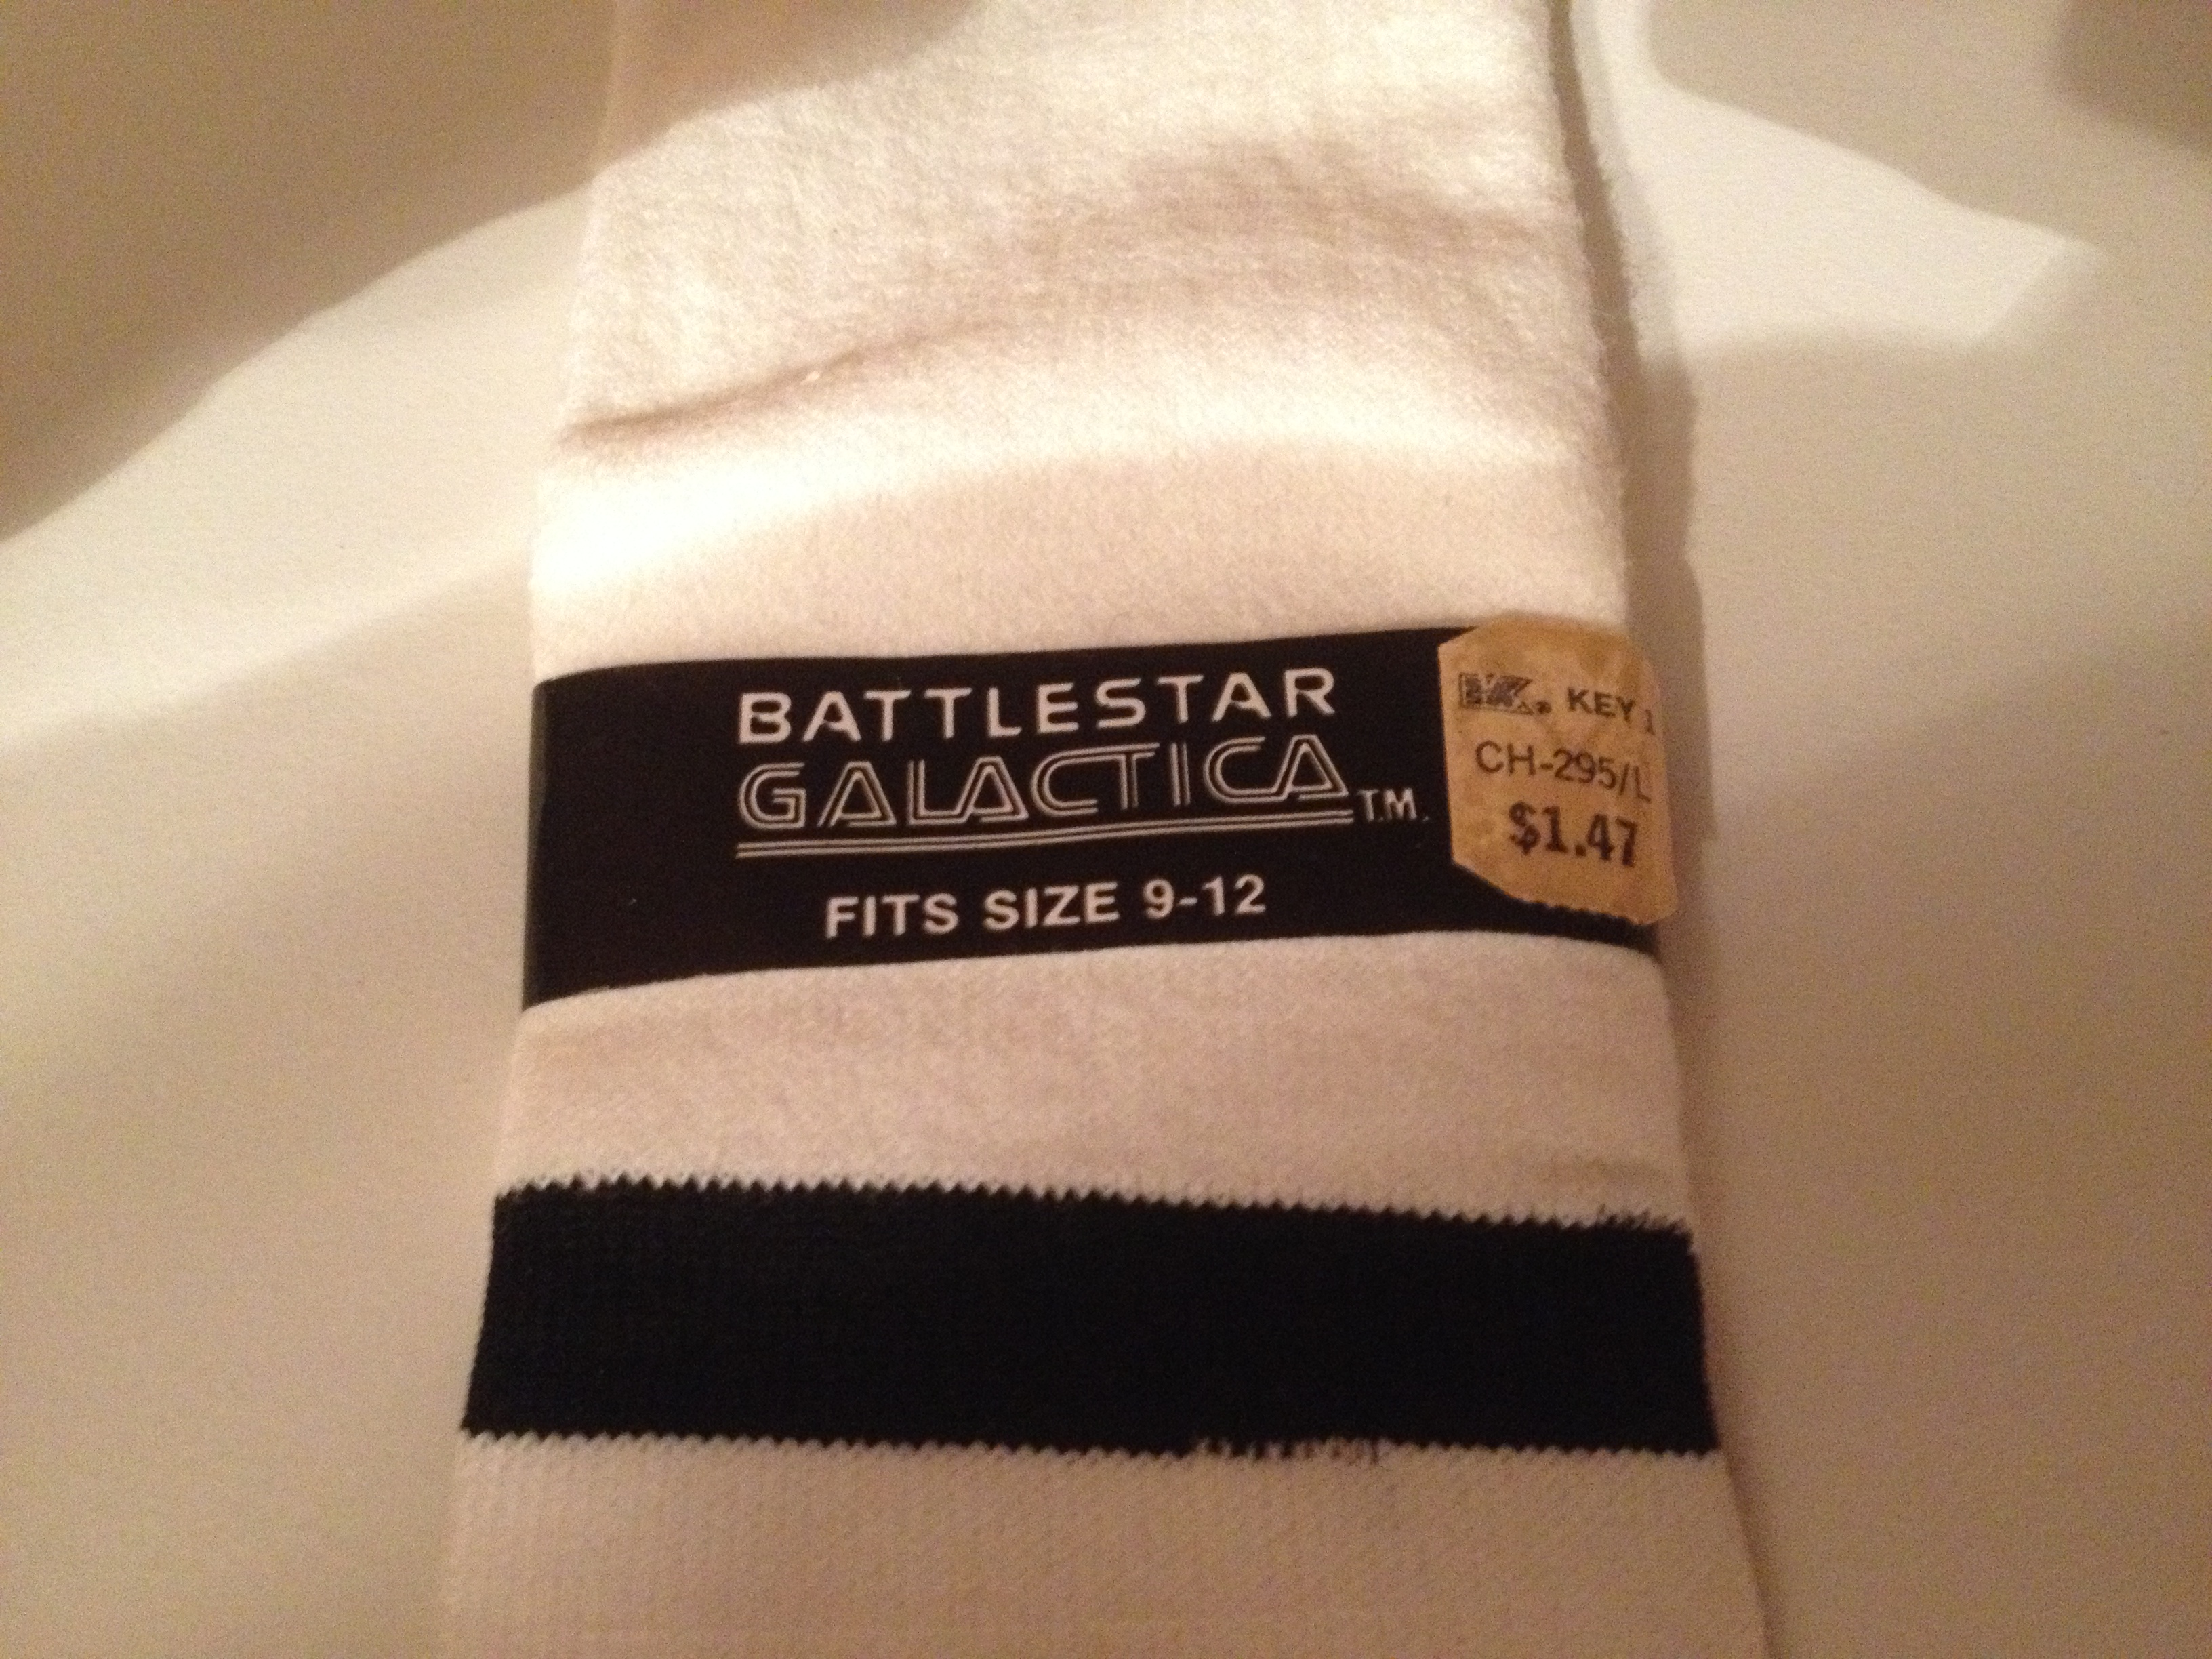 BATTLESTAR
GALACTICA T.M.
FITS SIZE 9-12
KEY 1
CH-295/L
$1.47